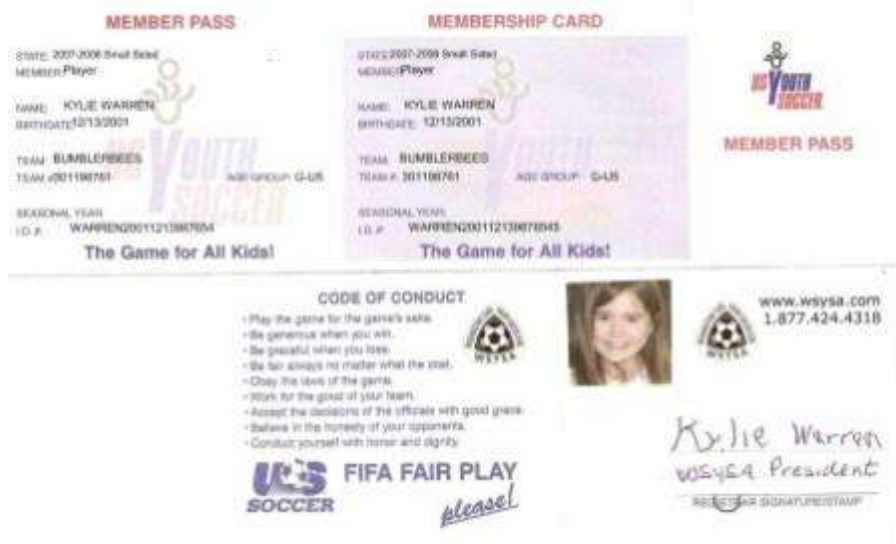 MEMBER PASS
STATE: 2007-2008 Small Sided
MEMBER: Player
NAME: KYLIE WARREN
BIRTHDATE: 12/13/2001
TEAM: BUMBLERBEES
TEAM #: 301198761
AGE GROUP: G-U5
SEASONAL YEAR
I.D. #:
The Game for All Kids!
MEMBERSHIP CARD
STATE: 2007-2008 Small Sided
MEMBER: Player
NAME: KYLIE WARREN
BIRTHDATE: 12/13/2001
TEAM: BUMBLERBEES
TEAM #: 301198761
AGE GROUP: G-U5
SEASONAL YEAR
I.D. #:
The Game for All Kids!
US YOUTH
SOCCER
MEMBER PASS
CODE OF CONDUCT
- Play the game for the game's sake.
- Be generous when you win.
- Be graceful when you lose.
- Be fair always no matter what the cost.
- Obey the laws of the game.
- Work for the good of your team.
- Accept the decisions of the officials with good grace.
- Believe in the honesty of your opponents.
- Conduct yourself with honor and dignity.
US
SOCCER
FIFA FAIR PLAY
please!
WSYSA
WSYSA
www.wsysa.com
1.877.424.4318
Kylie Warren
WSYSA President
REGISTRAR SIGNATURE/STAMP